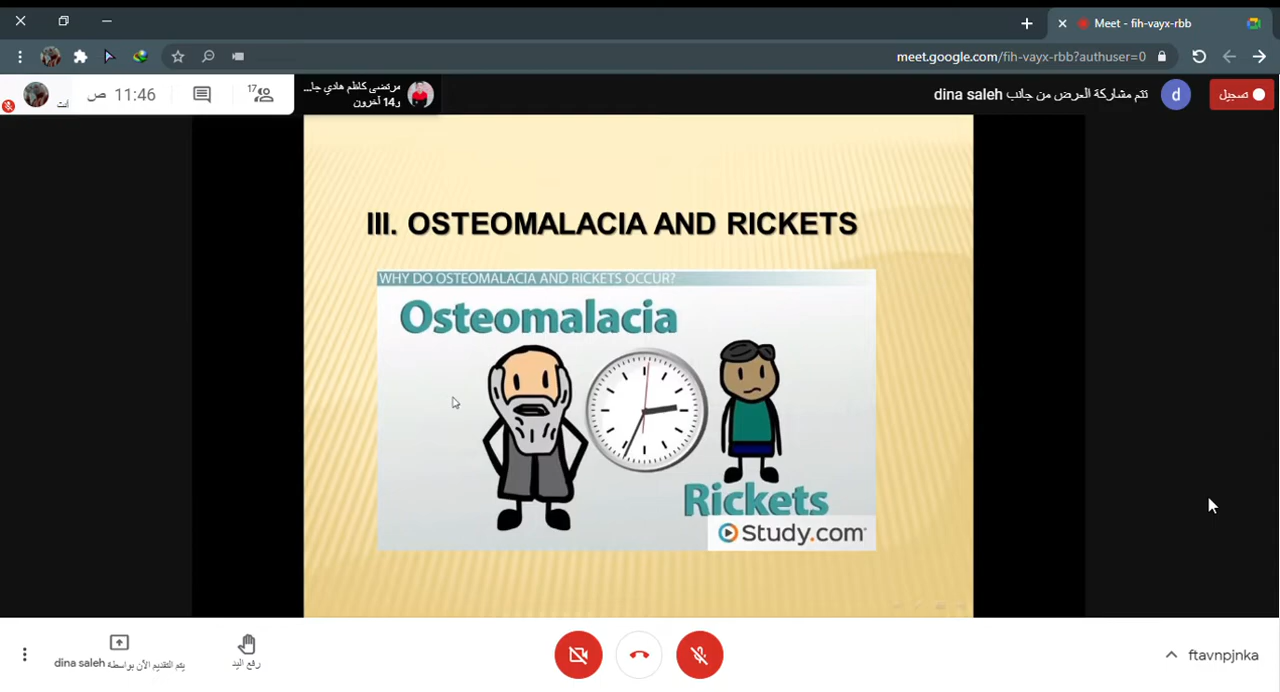 Meet - fih-vayx-rbb
meet.google.com/fih-vayx-rbb?authuser=0
تسجيل
تتم مشاركة العرض من جانب dina saleh
d
مرتضى كاظم هادي جا...
و14 آخرون
17
11:46 ص
انت
III. OSTEOMALACIA AND RICKETS
WHY DO OSTEOMALACIA AND RICKETS OCCUR?
Osteomalacia
Rickets
Study.com
ftavnpjnka
رفع اليد
يتم التقديم الآن بواسطة dina saleh